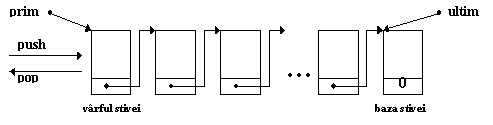 prim
ultim
push
pop
...
0
vârful stivei
baza stivei